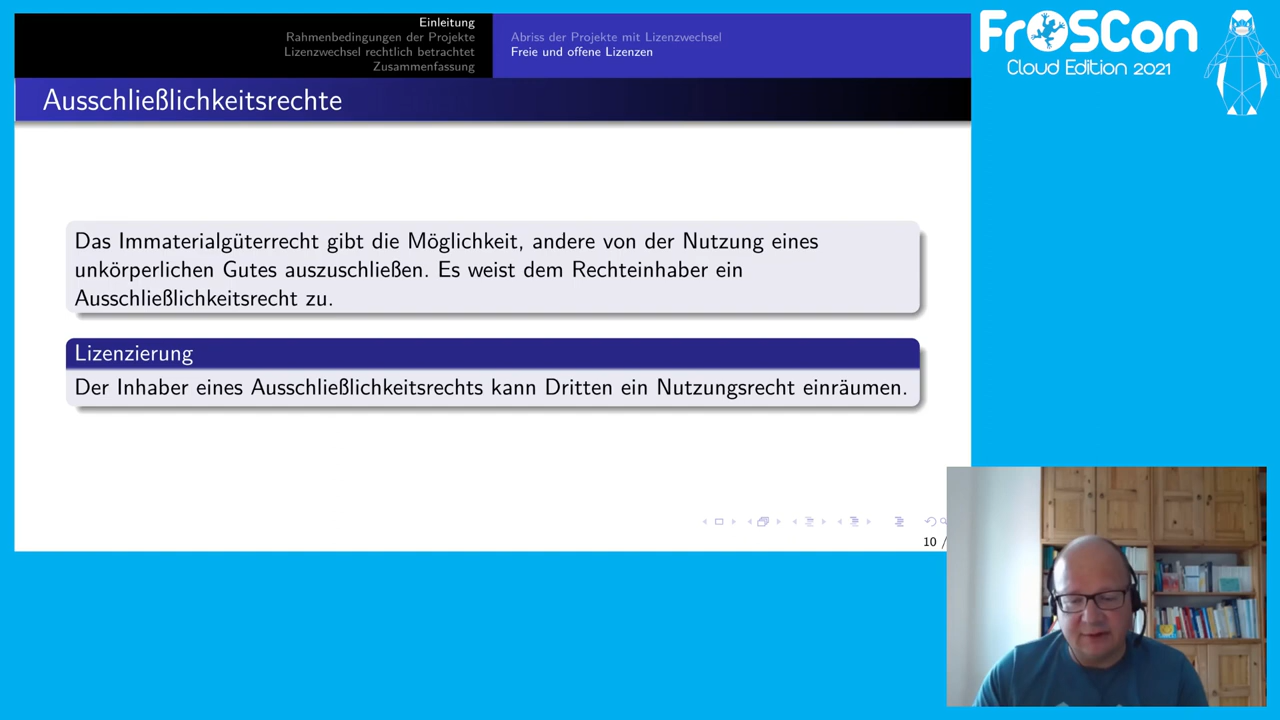 Einleitung
Rahmenbedingungen der Projekte
Lizenzwechsel rechtlich betrachtet
Zusammenfassung
Abriss der Projekte mit Lizenzwechsel
Freie und offene Lizenzen
FrOSCon
Cloud Edition 2021
Ausschließlichkeitsrechte
Das Immaterialgüterrecht gibt die Möglichkeit, andere von der Nutzung eines
unkörperlichen Gutes auszuschließen. Es weist dem Rechteinhaber ein
Ausschließlichkeitsrecht zu.
Lizenzierung
Der Inhaber eines Ausschließlichkeitsrechts kann Dritten ein Nutzungsrecht einräumen.
10 /